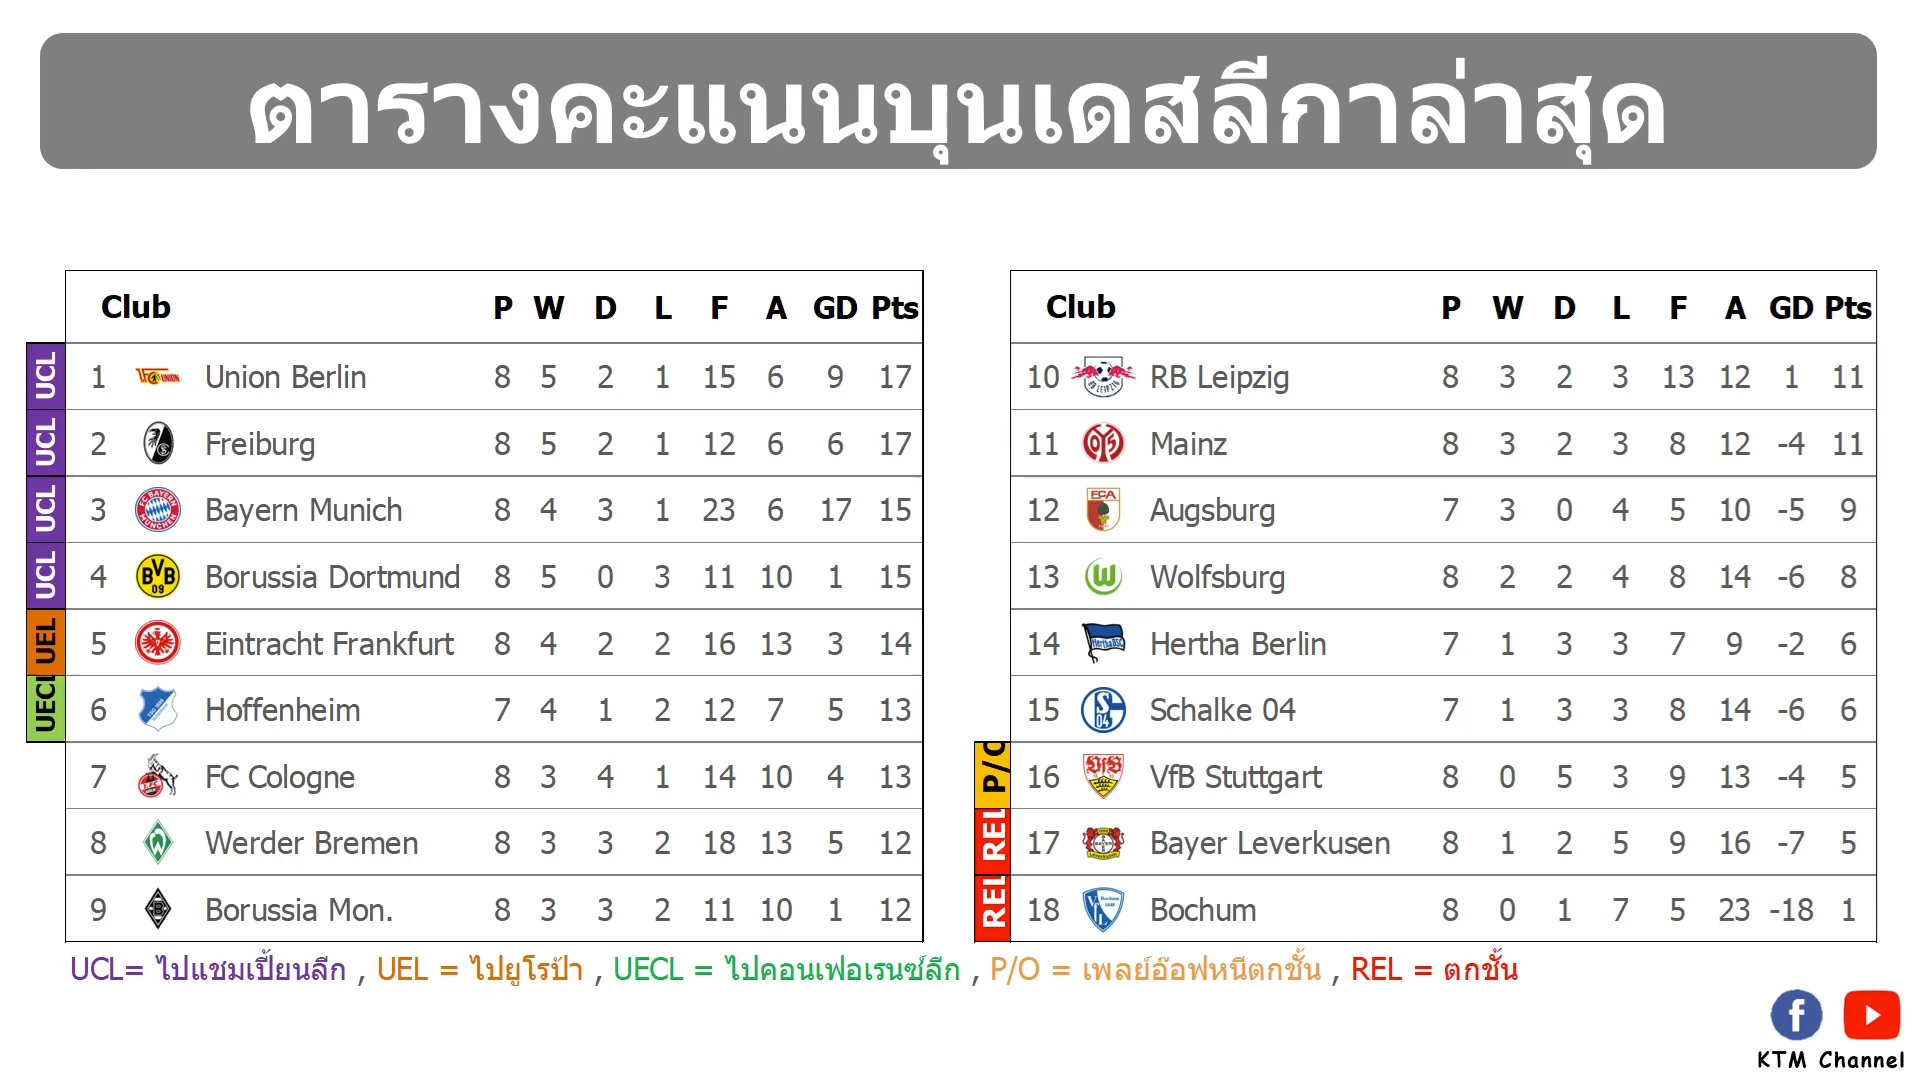 ตารางคะแนนบุนเดสลีกาล่าสุด
Club P W D L F A GD Pts
UCL 1 Union Berlin 8 5 2 1 15 6 9 17
UCL 2 Freiburg 8 5 2 1 12 6 6 17
UCL 3 Bayern Munich 8 4 3 1 23 6 17 15
UCL 4 Borussia Dortmund 8 5 0 3 11 10 1 15
UEL 5 Eintracht Frankfurt 8 4 2 2 16 13 3 14
UECL 6 Hoffenheim 7 4 1 2 12 7 5 13
7 FC Cologne 8 3 4 1 14 10 4 13
8 Werder Bremen 8 3 3 2 18 13 5 12
9 Borussia Mon. 8 3 3 2 11 10 1 12
Club P W D L F A GD Pts
10 RB Leipzig 8 3 2 3 13 12 1 11
11 Mainz 8 3 2 3 8 12 -4 11
12 Augsburg 7 3 0 4 5 10 -5 9
13 Wolfsburg 8 2 2 4 8 14 -6 8
14 Hertha Berlin 7 1 3 3 7 9 -2 6
15 Schalke 04 7 1 3 3 8 14 -6 6
P/O 16 VfB Stuttgart 8 0 5 3 9 13 -4 5
REL 17 Bayer Leverkusen 8 1 2 5 9 16 -7 5
REL 18 Bochum 8 0 1 7 5 23 -18 1
UCL= ไปแชมเปี้ยนลีก , UEL = ไปยูโรป้า , UECL = ไปคอนเฟอเรนซ์ลีก , P/O = เพลย์อ๊อฟหนีตกชั้น , REL = ตกชั้น
KTM Channel